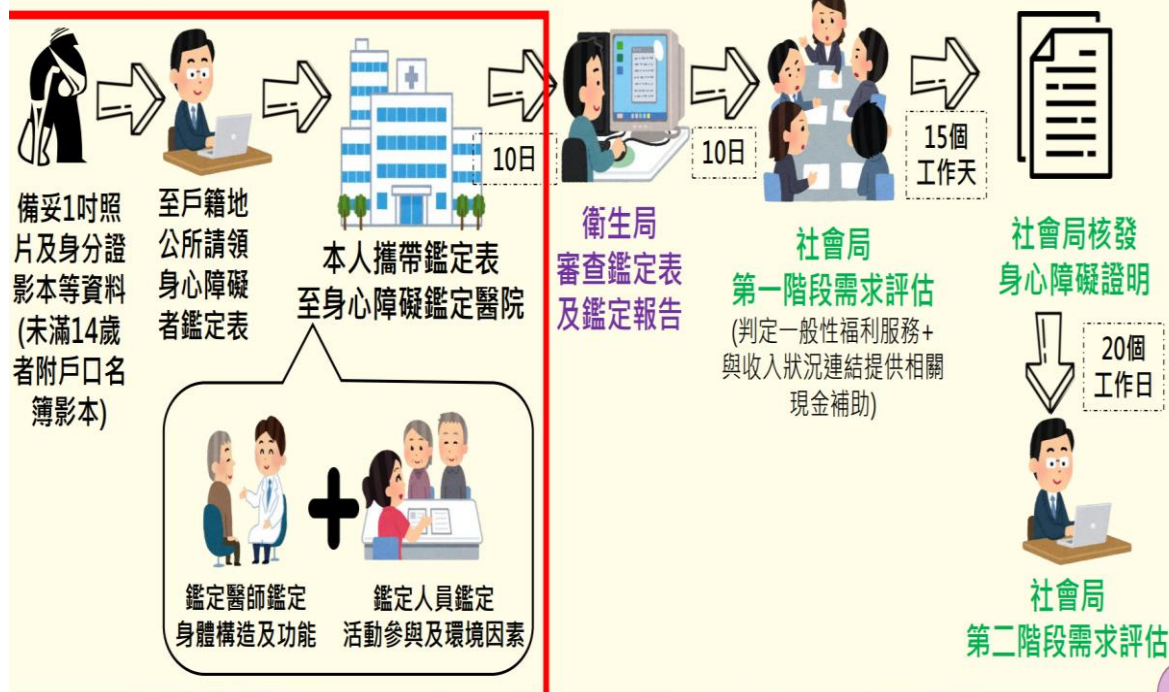 備妥1吋照
片及身分證
影本等資料
(未滿14歲
者附戶口名
簿影本)
至戶籍地
公所請領
身心障礙
者鑑定表
本人攜帶鑑定表
至身心障礙鑑定醫院
鑑定醫師鑑定
身體構造及功能
鑑定人員鑑定
活動參與及環境因素
10日
衛生局
審查鑑定表
及鑑定報告
10日
社會局
第一階段需求評估
(判定一般性福利服務+
與收入狀況連結提供相關
現金補助)
15個
工作天
社會局核發
身心障礙證明
20個
工作日
社會局
第二階段需求評估